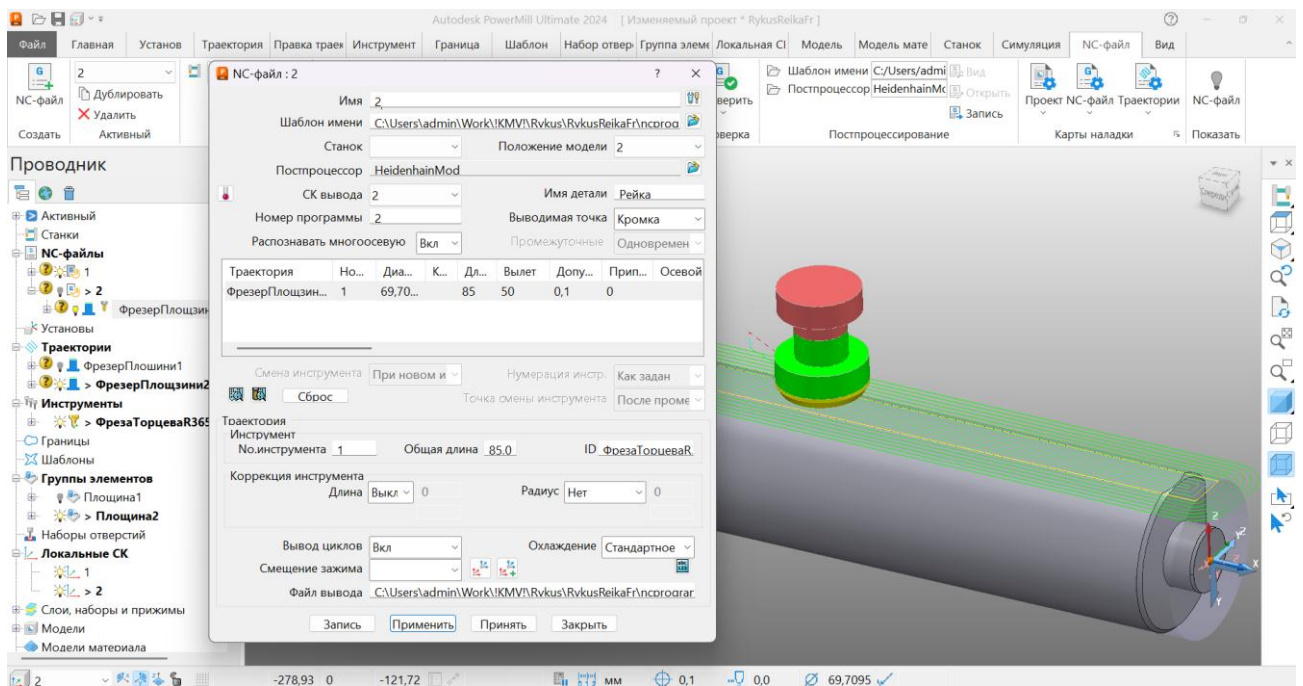 Autodesk PowerMill Ultimate 2024 [Изменяемый проект * RykusReikaFr ]
Файл Главная Установ Траектория Правка траек Инструмент Граница Шаблон Набор отвер Группа элеме Локальная СІ Модель Модель мате Станок Симуляция NC-файл Вид
NC-файл
2
Дублировать
Удалить
Создать Активный
верить
оверка
Шаблон имени C:/Users/admi Вид
Постпроцессор HeidenhainMc Открыть
Запись
Постпроцессирование
Проект NC-файл Траектории
Карты наладки
NC-файл
Показать
Проводник
Активный
Станки
NC-файлы
1
> 2
ФрезерПлощин
Установы
Траектории
ФрезерПлошини1
> ФрезерПлощзини2
Инструменты
> ФрезаТорцеваR365
Границы
Шаблоны
Группы элементов
Площина1
> Площина2
Наборы отверстий
Локальные СК
1
> 2
Слои, наборы и прижимы
Модели
Модели материала
NC-файл : 2 ? ×
Имя 2
Шаблон имени C:\Users\admin\Work\!KMV!\Rykus\RykusReikaFr\ncprog
Станок Положение модели 2
Постпроцессор HeidenhainMod
СК вывода 2 Имя детали Рейка
Номер программы 2 Выводимая точка Кромка
Распознавать многоосевую Вкл Промежуточные Одновремен
Траектория Но... Диа... К... Дл... Вылет Допу... Прип... Осевой
ФрезерПлощзин... 1 69,70... 85 50 0,1 0
Смена инструмента При новом и Нумерация инстр. Как задан
Сброс Точка смены инструмента После проме
Траектория
Инструмент
No.инструмента 1 Общая длина 85.0 ID ФрезаТорцеваR.
Коррекция инструмента
Длина Выкл 0 Радиус Нет 0
Вывод циклов Вкл Охлаждение Стандартное
Смещение зажима
Файл вывода C:\Users\admin\Work\!KMV!\Rykus\RykusReikaFr\ncprograr
Запись Применить Принять Закрыть
Спереди
Z
Y Z
X
Y
2 -278,93 0 -121,72 мм 0,1 0,0 69,7095